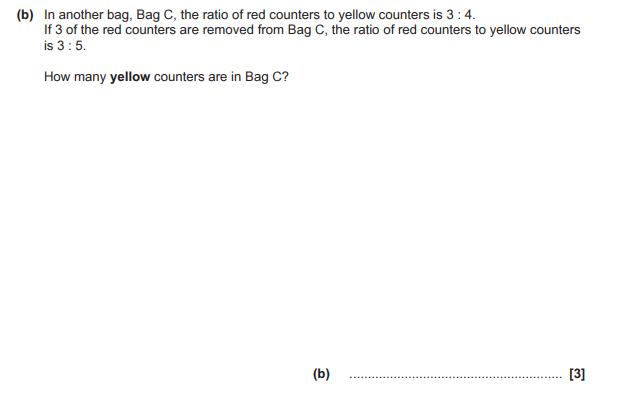 (b) In another bag, Bag C, the ratio of red counters to yellow counters is 3 : 4.
If 3 of the red counters are removed from Bag C, the ratio of red counters to yellow counters
is 3 : 5.
How many yellow counters are in Bag C?
(b) ............................................................ [3]